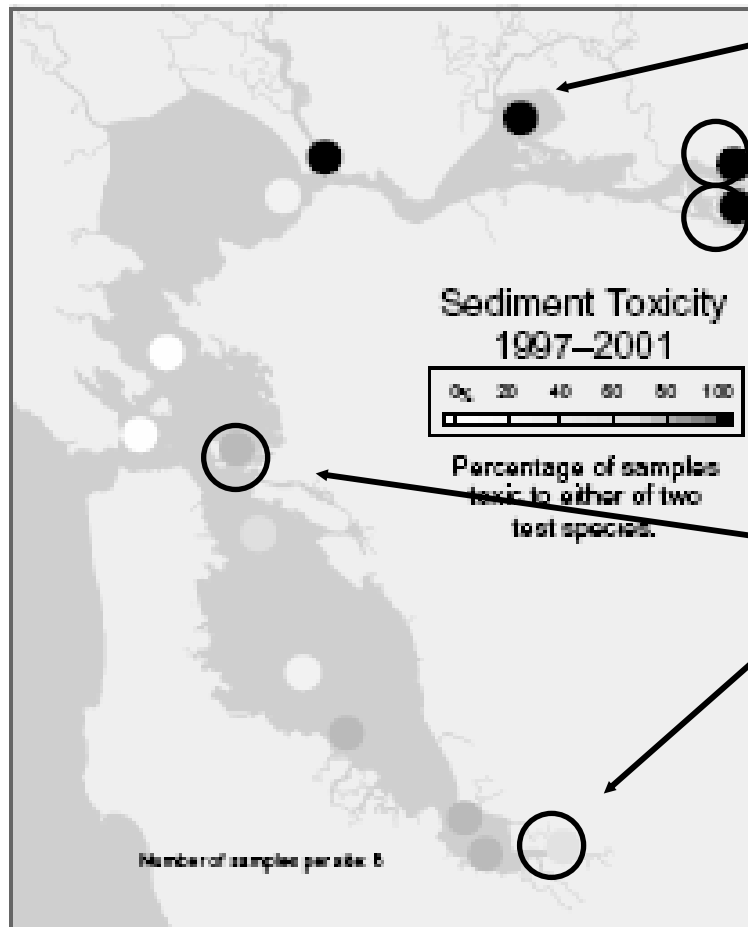 Sediment Toxicity
1997–2001
0% 20 40 60 80 100
Percentage of samples
toxic to either of two
test species.
Number of samples per site: 8